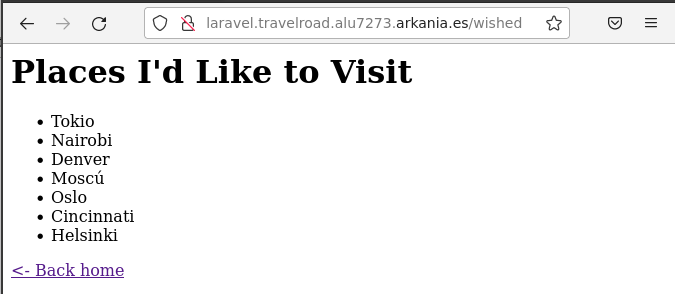 laravel.travelroad.alu7273.arkania.es/wished
Places I'd Like to Visit
• Tokio
• Nairobi
• Denver
• Moscú
• Oslo
• Cincinnati
• Helsinki
<- Back home